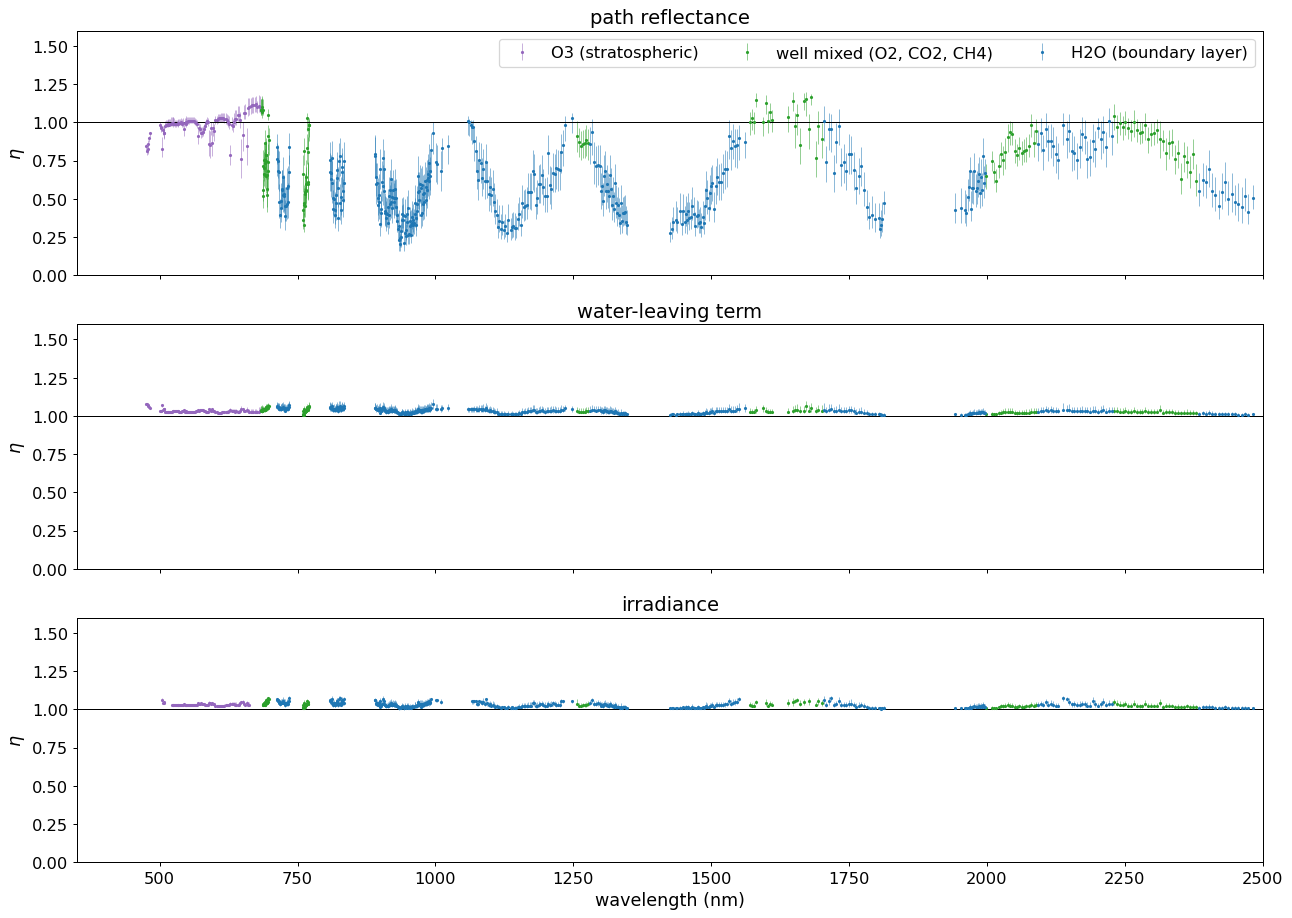 path reflectance
1.50
1.25
1.00
0.75
0.50
0.25
0.00
η
O3 (stratospheric)
well mixed (O2, CO2, CH4)
H2O (boundary layer)
water-leaving term
1.50
1.25
1.00
0.75
0.50
0.25
0.00
η
irradiance
1.50
1.25
1.00
0.75
0.50
0.25
0.00
η
500 750 1000 1250 1500 1750 2000 2250 2500
wavelength (nm)